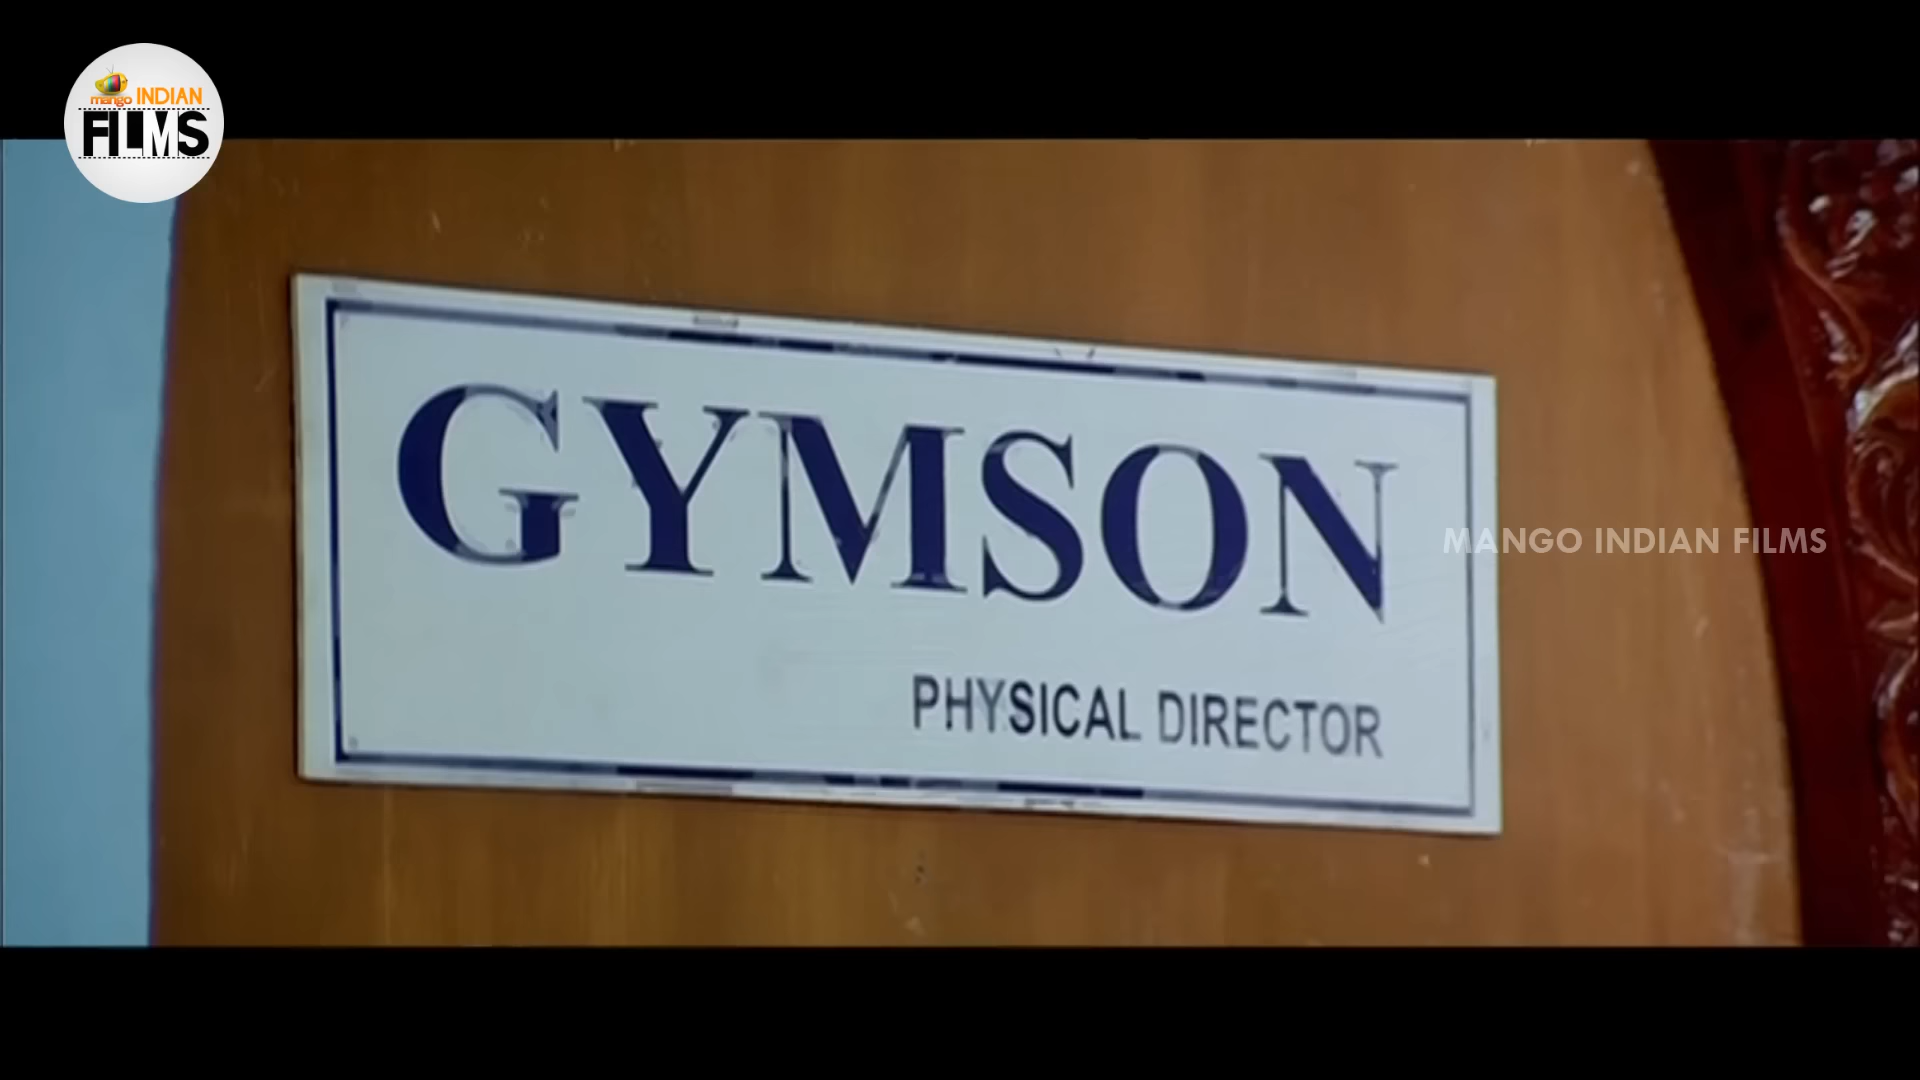 mango INDIAN
FILMS
GYMSON
PHYSICAL DIRECTOR
MANGO INDIAN FILMS